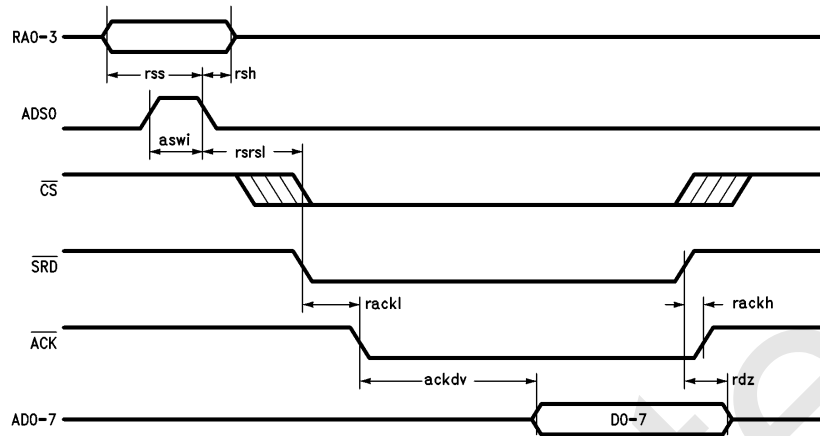 RA0-3
rss
rsh
ADS0
aswi
rsrsl
CS
SRD
rackl
rackh
ACK
ackdv
rdz
AD0-7
D0-7